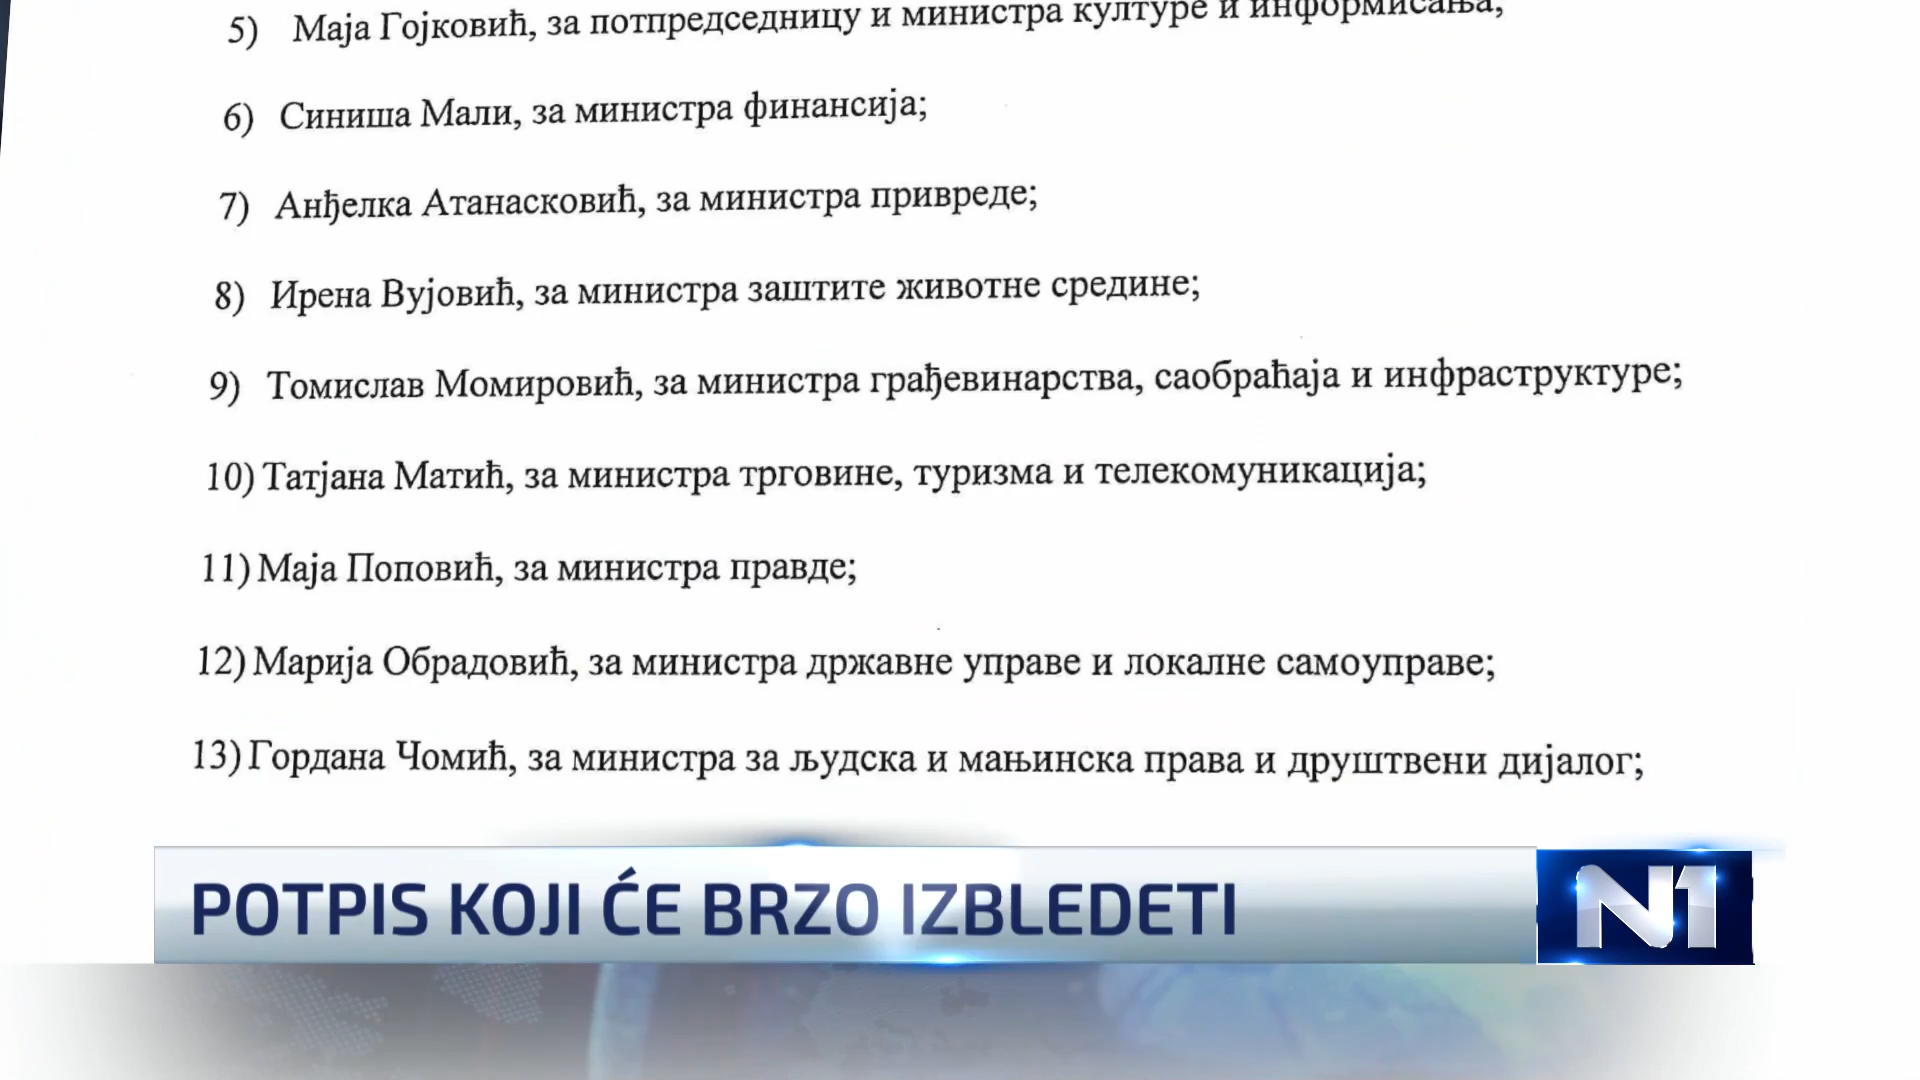 5) Маја Гојковић, за потпредседницу и министра културе и информисања;
6) Синиша Мали, за министра финансија;
7) Анђелка Атанасковић, за министра привреде;
8) Ирена Вујовић, за министра заштите животне средине;
9) Томислав Момировић, за министра грађевинарства, саобраћаја и инфраструктуре;
10) Татјана Матић, за министра трговине, туризма и телекомуникација;
11) Маја Поповић, за министра правде;
12) Марија Обрадовић, за министра државне управе и локалне самоуправе;
13) Гордана Чомић, за министра за људска и мањинска права и друштвени дијалог;
POTPIS KOJI ĆE BRZO IZBLEDETI
N1